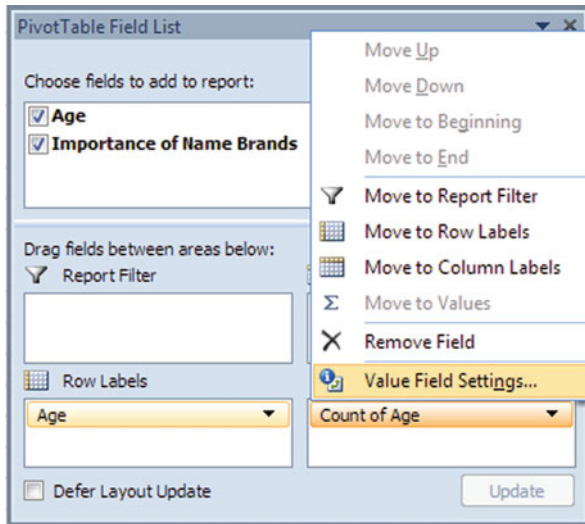 PivotTable Field List
Choose fields to add to report:
Age
Importance of Name Brands
Drag fields between areas below:
Report Filter
Row Labels
Age
Count of Age
Defer Layout Update
Update
Move Up
Move Down
Move to Beginning
Move to End
Move to Report Filter
Move to Row Labels
Move to Column Labels
Σ Move to Values
Remove Field
Value Field Settings...